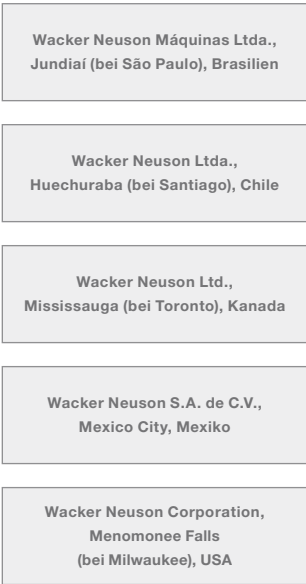 Wacker Neuson Máquinas Ltda.,
Jundiaí (bei São Paulo), Brasilien
Wacker Neuson Ltda.,
Huechuraba (bei Santiago), Chile
Wacker Neuson Ltd.,
Mississauga (bei Toronto), Kanada
Wacker Neuson S.A. de C.V.,
Mexico City, Mexiko
Wacker Neuson Corporation,
Menomonee Falls
(bei Milwaukee), USA